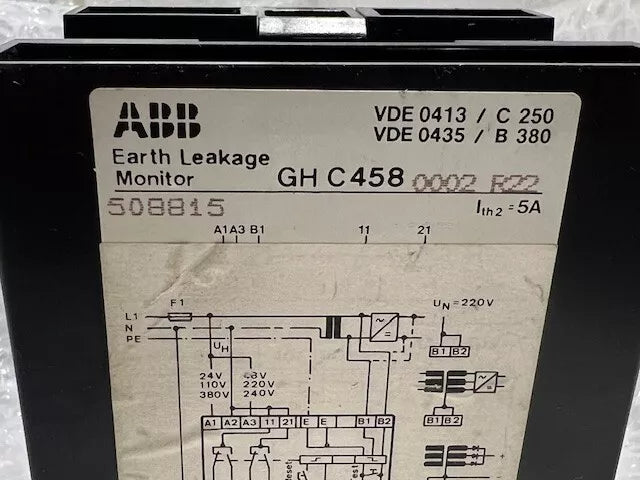 ABB
VDE 0413 / C 250
VDE 0435 / B 380
Earth Leakage
Monitor
GH C458 0002 R22
508815
Ith2=5A
A1 A3 B1 11 21
F1
L1
N
PE
UN=220V
UH
B1 B2
24V 48V
110V 220V
380V 240V
B1 B2
A1 A2 A3 11 21 E E B1 B2
+
-